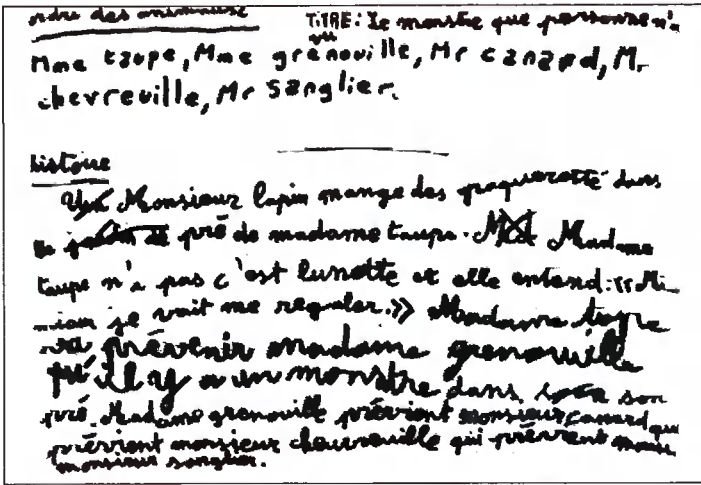 ordre des animaux
TITRE: Le monstre que personne n'a
vu
Mme taupe, Mme grenouille, Mr canard, Mr
chevreuille, Mr sanglier.
histoire
Monsieur lapin mange des paquerette dans
le pré de madame taupe. Madame
taupe n'a pas c'est lunette et elle entend: « Mi-
miam je vait me regaler. » Madame taupe
va prévenir madame grenouille
qu'il y a un monstre dans son
pré. Madame grenouille prévient monsieur canard qui
prévient monsieur chevreuille qui prévient
monsieur sanglier.